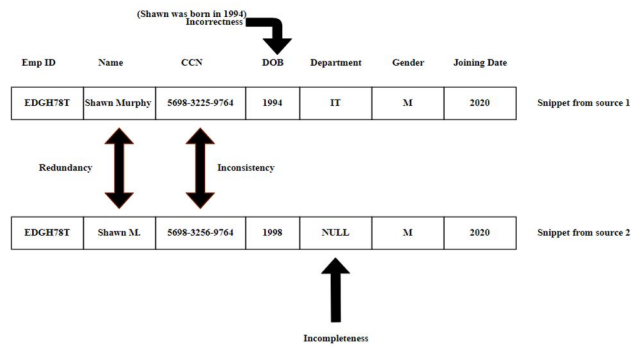 (Shawn was born in 1994)
Incorrectness
Emp ID Name CCN DOB Department Gender Joining Date
EDGH78T Shawn Murphy 5698-3225-9764 1994 IT M 2020 Snippet from source 1
Redundancy Inconsistency
EDGH78T Shawn M. 5698-3256-9764 1998 NULL M 2020 Snippet from source 2
Incompleteness